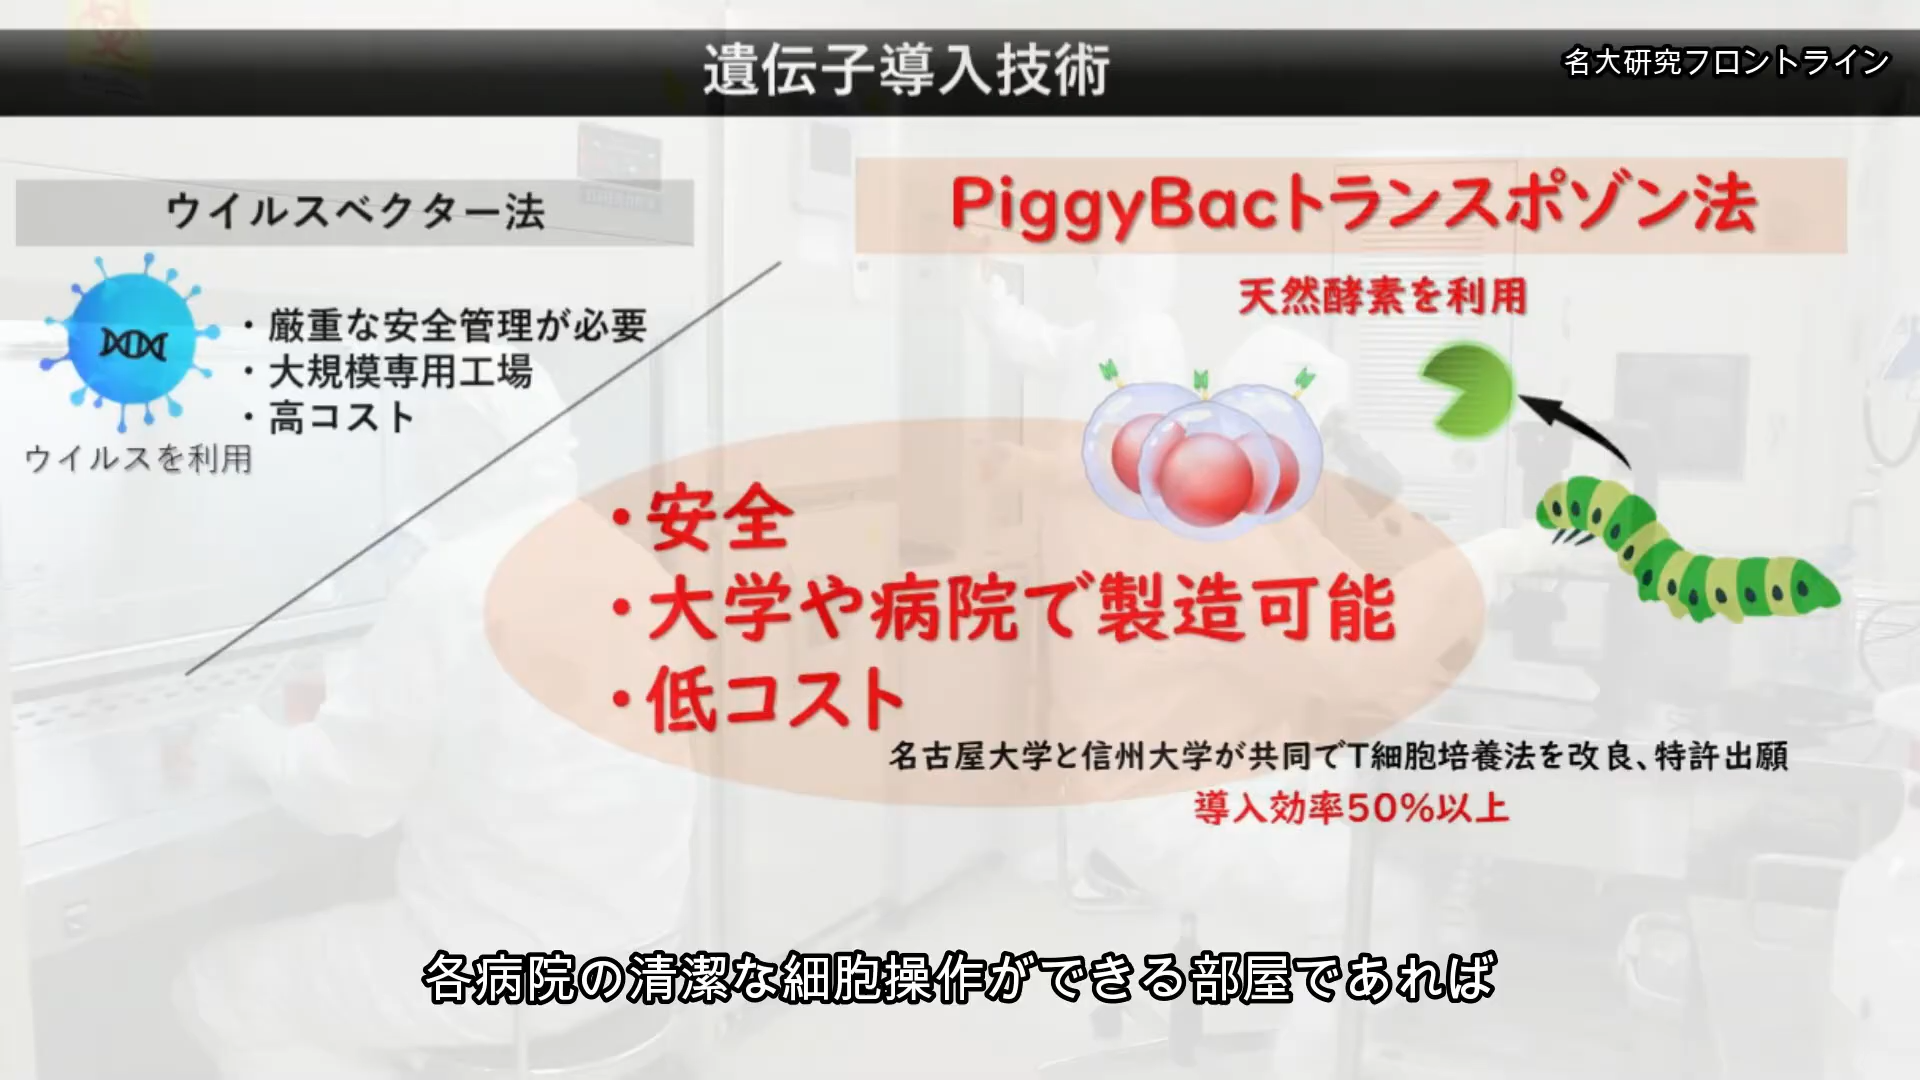 遺伝子導入技術
名大研究フロントライン
ウイルスベクター法
・厳重な安全管理が必要
・大規模専用工場
・高コスト
ウイルスを利用
PiggyBacトランスポゾン法
天然酵素を利用
・安全
・大学や病院で製造可能
・低コスト
名古屋大学と信州大学が共同でT細胞培養法を改良、特許出願
導入効率50%以上
各病院の清潔な細胞操作ができる部屋であれば